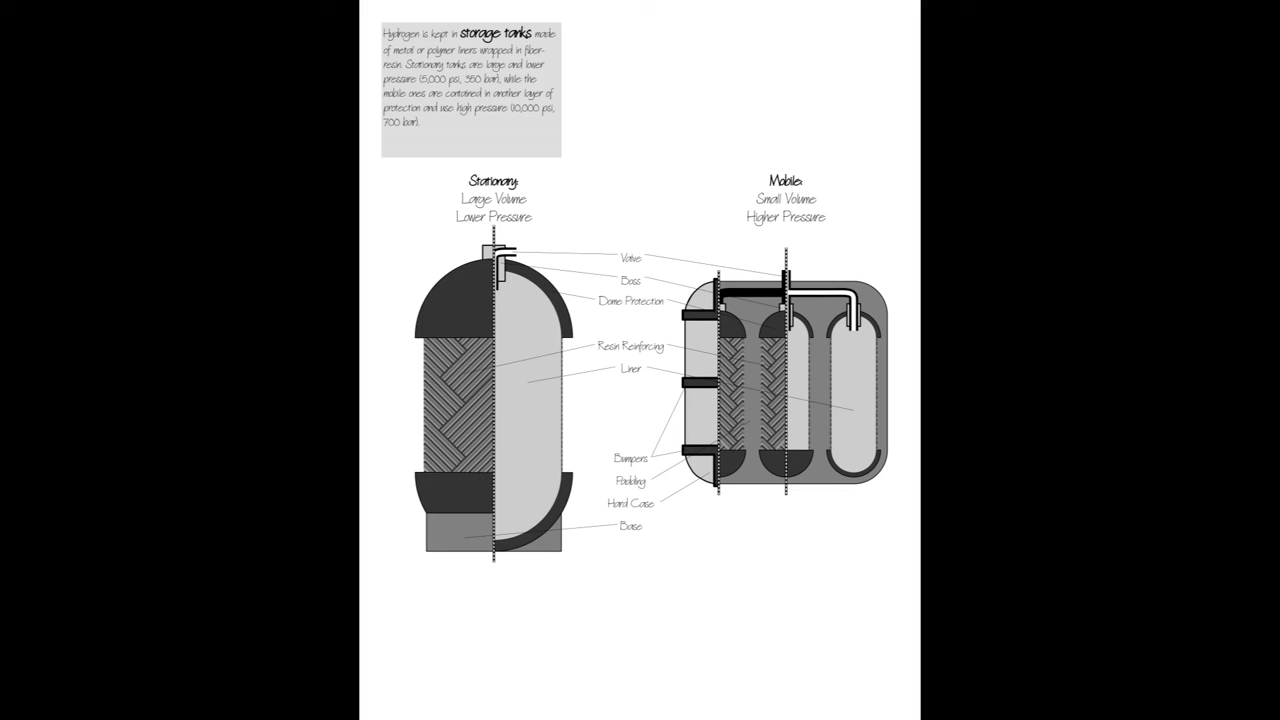 Hydrogen is kept in storage tanks, made
of metal or polymer liners wrapped in fiber-
resin. Stationary tanks are large and lower
pressure (5,000 psi, 350 bar), while the
mobile ones are contained in another layer of
protection and use high pressure (10,000 psi,
700 bar).
Stationary:
Large Volume
Lower Pressure
Mobile:
Small Volume
Higher Pressure
Valve
Boss
Dome Protection
Resin Reinforcing
Liner
Bumpers
Padding
Hard Case
Base